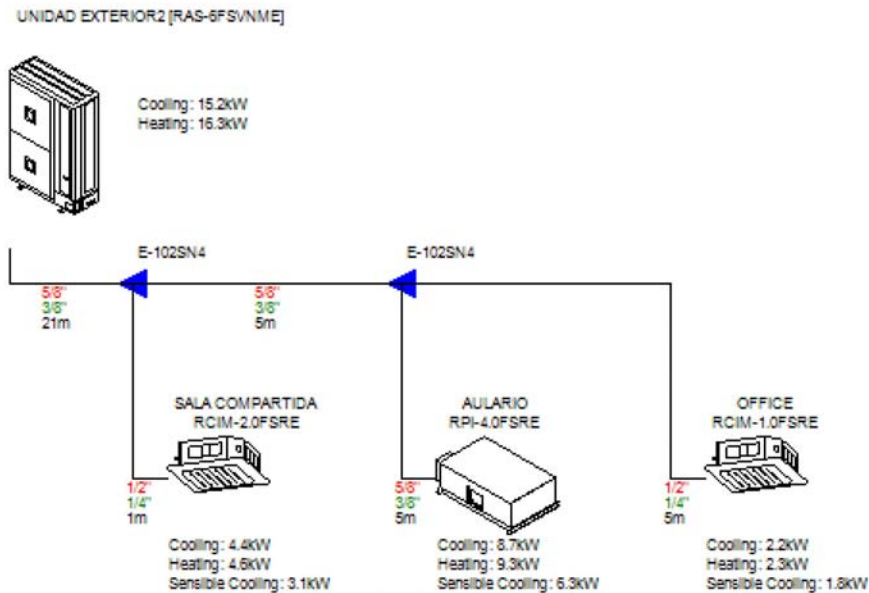 UNIDAD EXTERIOR2 [RAS-6FSVNME]
Cooling: 15.2kW
Heating: 16.3kW
E-102SN4
E-102SN4
5/8"
3/8"
21m
5/8"
3/8"
5m
SALA COMPARTIDA
RCIM-2.0FSRE
1/2"
1/4"
1m
Cooling: 4.4kW
Heating: 4.6kW
Sensible Cooling: 3.1kW
AULARIO
RPI-4.0FSRE
5/8"
3/8"
5m
Cooling: 8.7kW
Heating: 9.3kW
Sensible Cooling: 6.3kW
OFFICE
RCIM-1.0FSRE
1/2"
1/4"
5m
Cooling: 2.2kW
Heating: 2.3kW
Sensible Cooling: 1.8kW